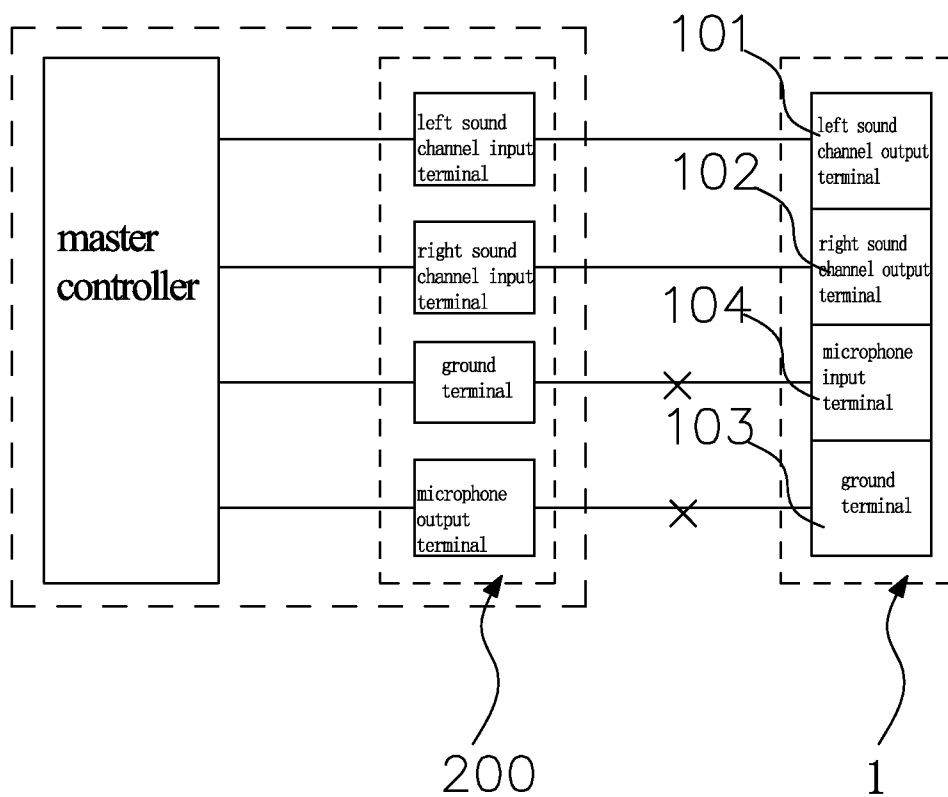 101
left sound
channel input
terminal
left sound
channel output
terminal
102
master
controller
right sound
channel input
terminal
right sound
channel output
terminal
104
ground
terminal
microphone
input
terminal
103
microphone
output
terminal
ground
terminal
200
1